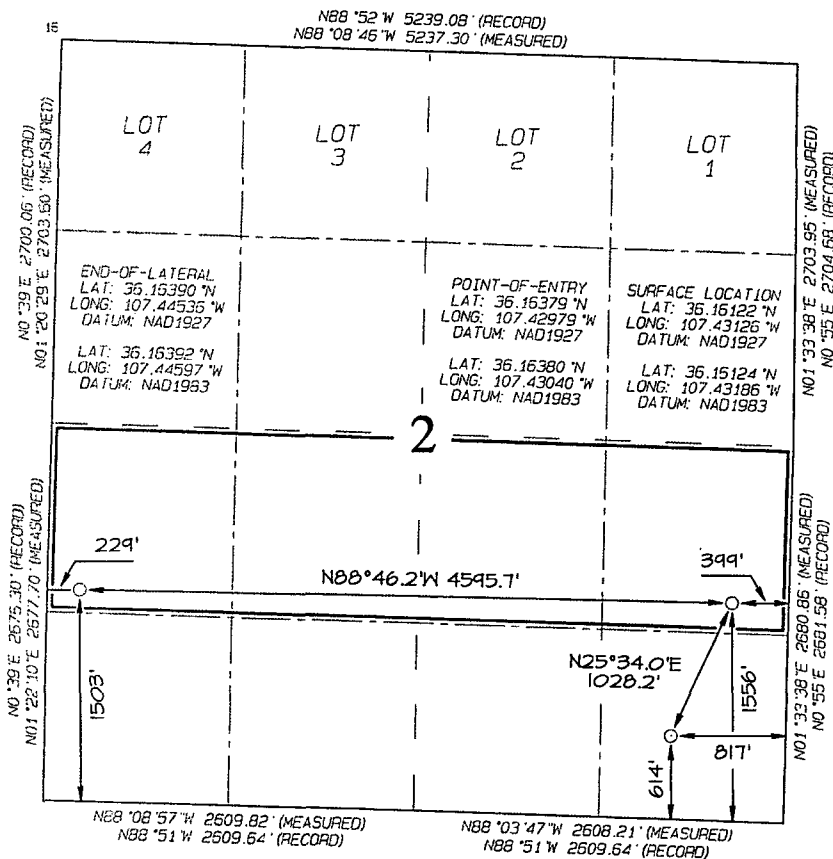 N88 °52'W 5239.08' (RECORD)
N88 °08'46"W 5237.30' (MEASURED)
LOT
4
LOT
3
LOT
2
LOT
1
N0 °39'E 2700.06' (RECORD)
N01 °20'29"E 2703.60' (MEASURED)
N01 °33'38"E 2703.95' (MEASURED)
N0 °55'E 2704.68' (RECORD)
END-OF-LATERAL
LAT: 36.16390 °N
LONG: 107.44536 °W
DATUM: NAD1927
LAT: 36.16392 °N
LONG: 107.44597 °W
DATUM: NAD1983
POINT-OF-ENTRY
LAT: 36.16379 °N
LONG: 107.42979 °W
DATUM: NAD1927
LAT: 36.16380 °N
LONG: 107.43040 °W
DATUM: NAD1983
SURFACE LOCATION
LAT: 36.16122 °N
LONG: 107.43126 °W
DATUM: NAD1927
LAT: 36.16124 °N
LONG: 107.43186 °W
DATUM: NAD1983
2
N0 °39'E 2675.30' (RECORD)
N01 °22'10"E 2677.70' (MEASURED)
229'
N88°46.2'W 4595.7'
399'
N25°34.0'E
1028.2'
1503'
1556'
817'
614'
N01 °33'38"E 2680.86' (MEASURED)
N0 °55'E 2681.58' (RECORD)
N88 °08'57"W 2609.82' (MEASURED)
N88 °51'W 2609.64' (RECORD)
N88 °03'47"W 2608.21' (MEASURED)
N88 °51'W 2609.64' (RECORD)